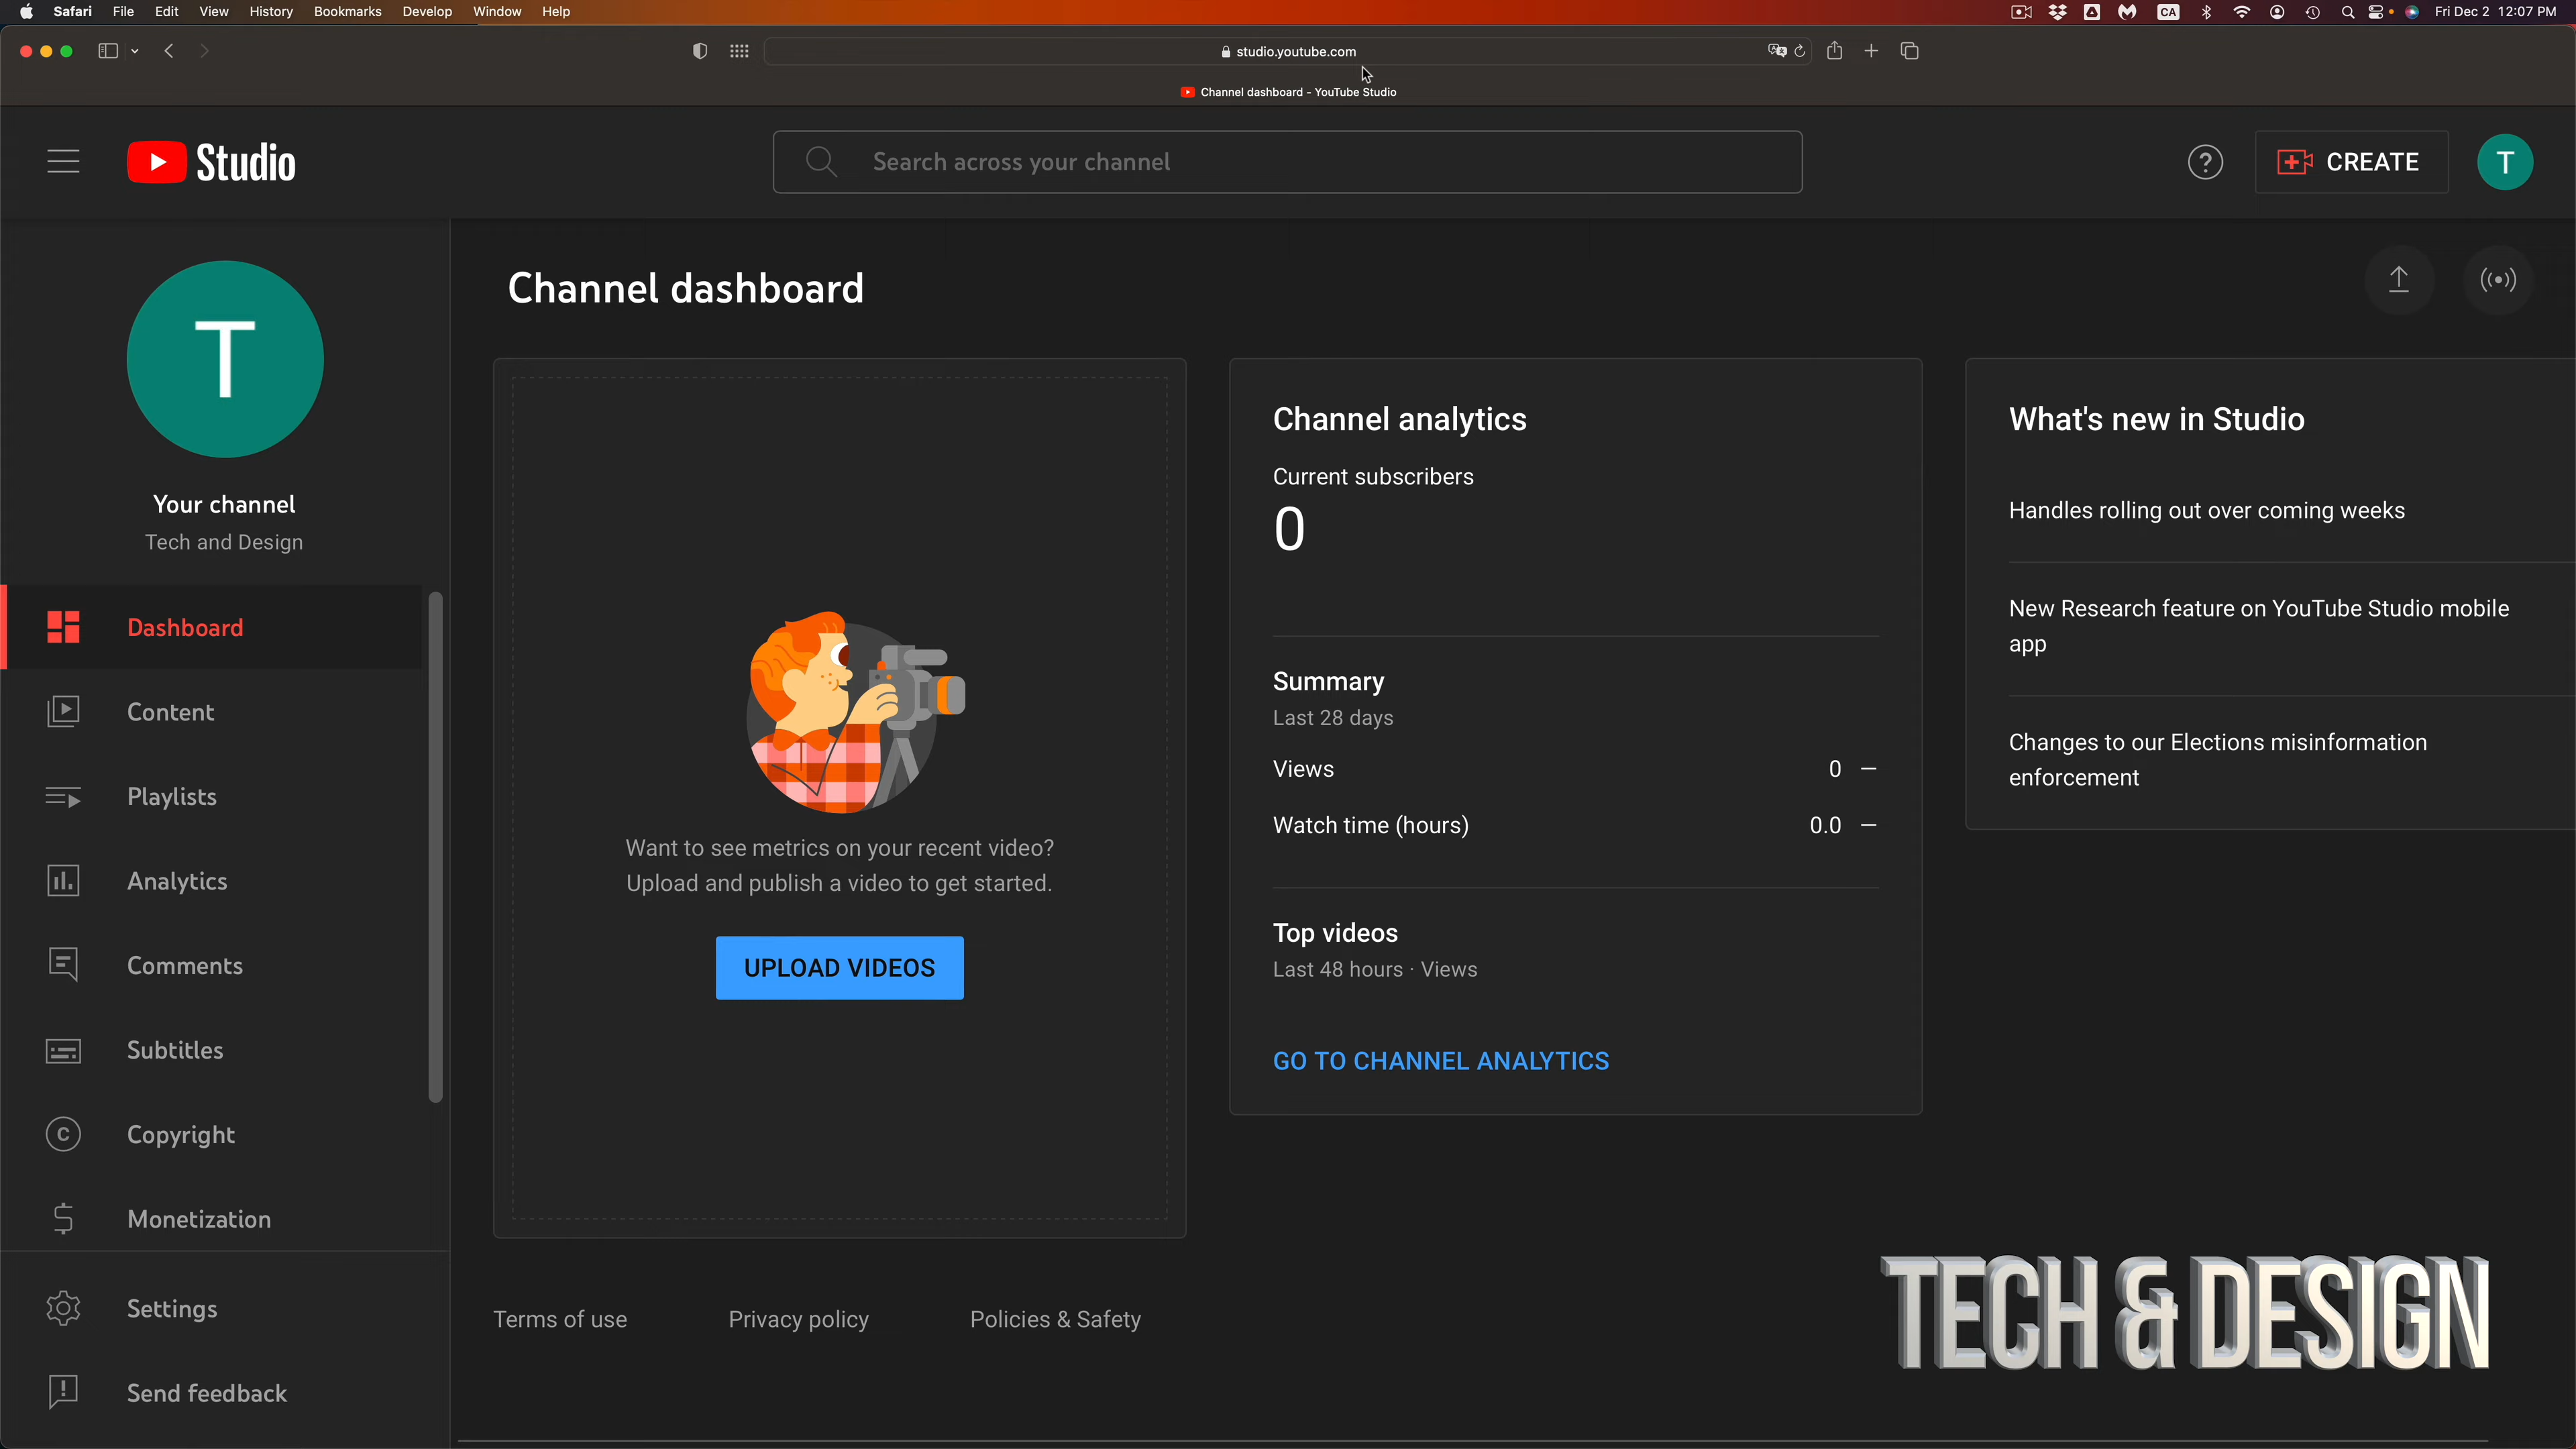 Safari File Edit View History Bookmarks Develop Window Help
CA Fri Dec 2 12:07 PM
studio.youtube.com
Channel dashboard - YouTube Studio
Studio
Search across your channel
? CREATE T
T
Your channel
Tech and Design
Dashboard
Content
Playlists
Analytics
Comments
Subtitles
Copyright
Monetization
Settings
Send feedback
Channel dashboard
Want to see metrics on your recent video?
Upload and publish a video to get started.
UPLOAD VIDEOS
Channel analytics
Current subscribers
0
Summary
Last 28 days
Views 0 —
Watch time (hours) 0.0 —
Top videos
Last 48 hours · Views
GO TO CHANNEL ANALYTICS
What's new in Studio
Handles rolling out over coming weeks
New Research feature on YouTube Studio mobile
app
Changes to our Elections misinformation
enforcement
Terms of use Privacy policy Policies & Safety
TECH & DESIGN